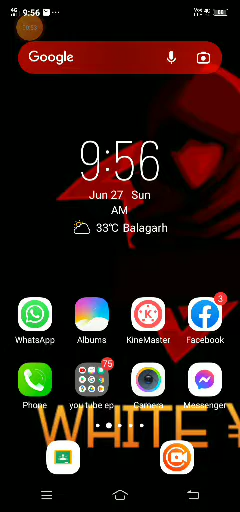 9:56
Google
9:56
Jun 27 Sun
AM
33℃ Balagarh
3
WhatsApp Albums KineMaster Facebook
75
Phone you tube ep Camera Messenger
WHITE